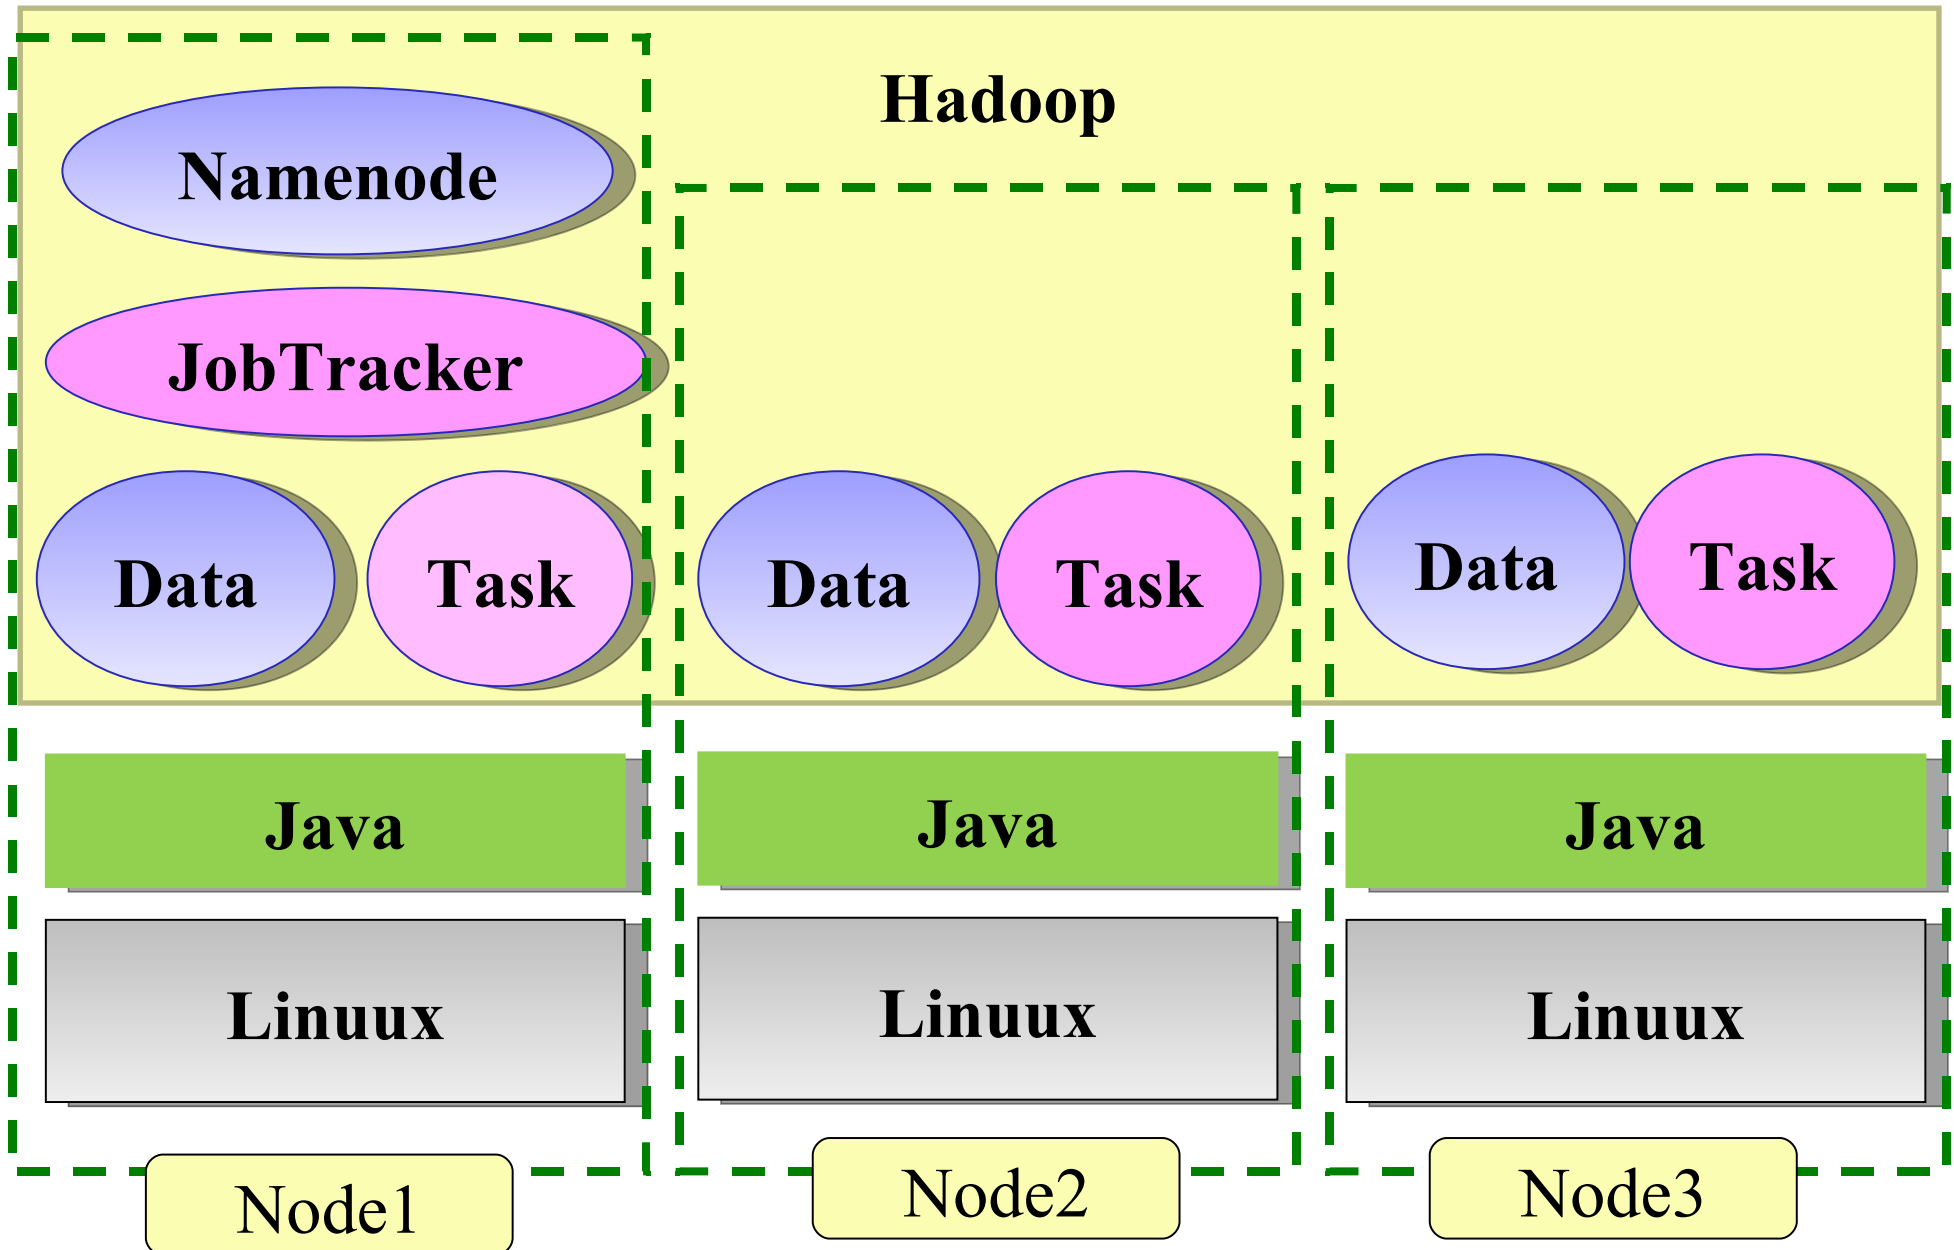 Hadoop
Namenode
JobTracker
Data
Task
Data
Task
Data
Task
Java
Java
Java
Linuux
Linuux
Linuux
Node1
Node2
Node3